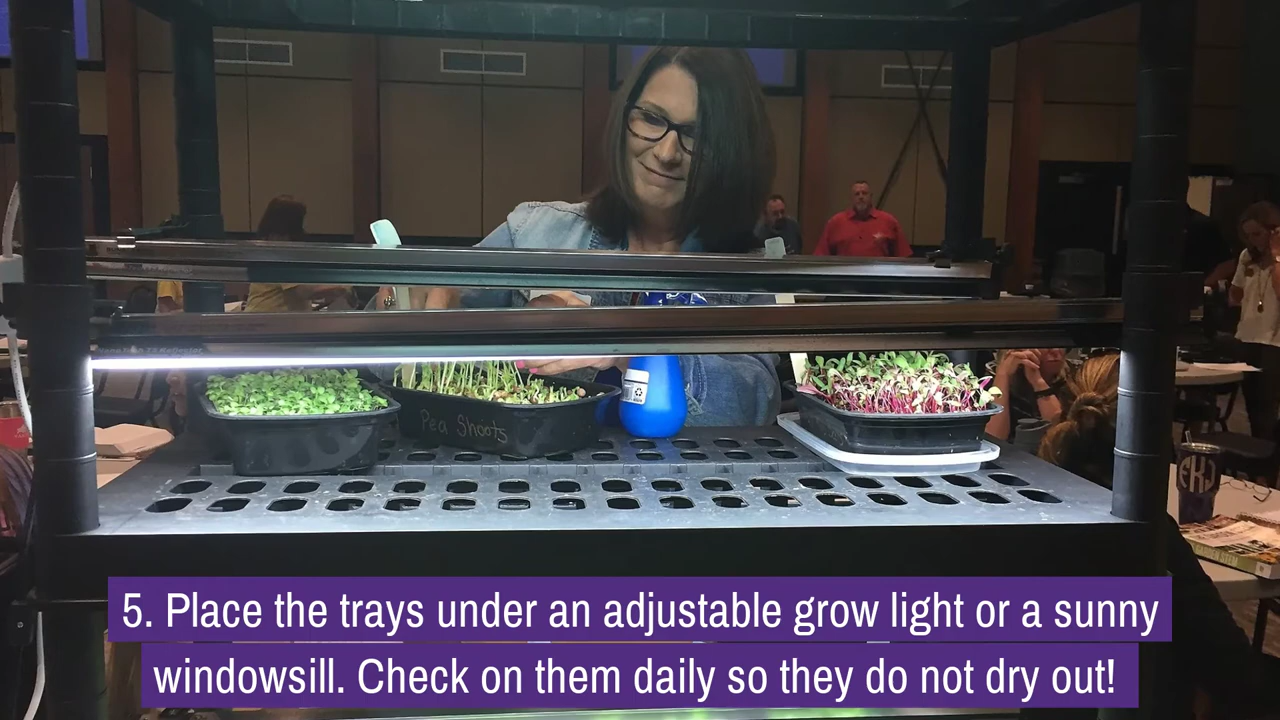 Pea Shoots
EKJ
5. Place the trays under an adjustable grow light or a sunny
windowsill. Check on them daily so they do not dry out!